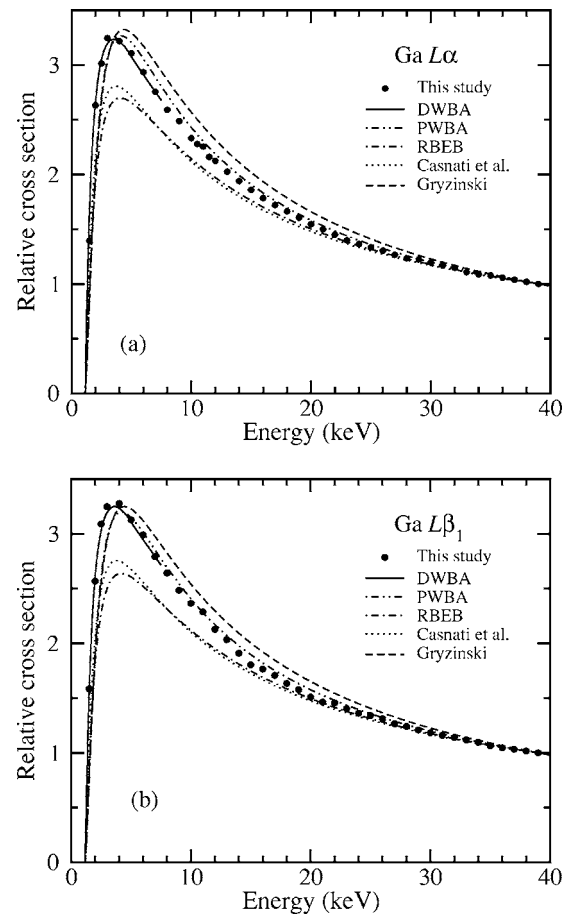 Ga Lα
This study
DWBA
PWBA
RBEB
Casnati et al.
Gryzinski
Relative cross section
3
2
1
0
(a)
0 10 20 30 40
Energy (keV)
Ga Lβ1
This study
DWBA
PWBA
RBEB
Casnati et al.
Gryzinski
Relative cross section
3
2
1
0
(b)
0 10 20 30 40
Energy (keV)